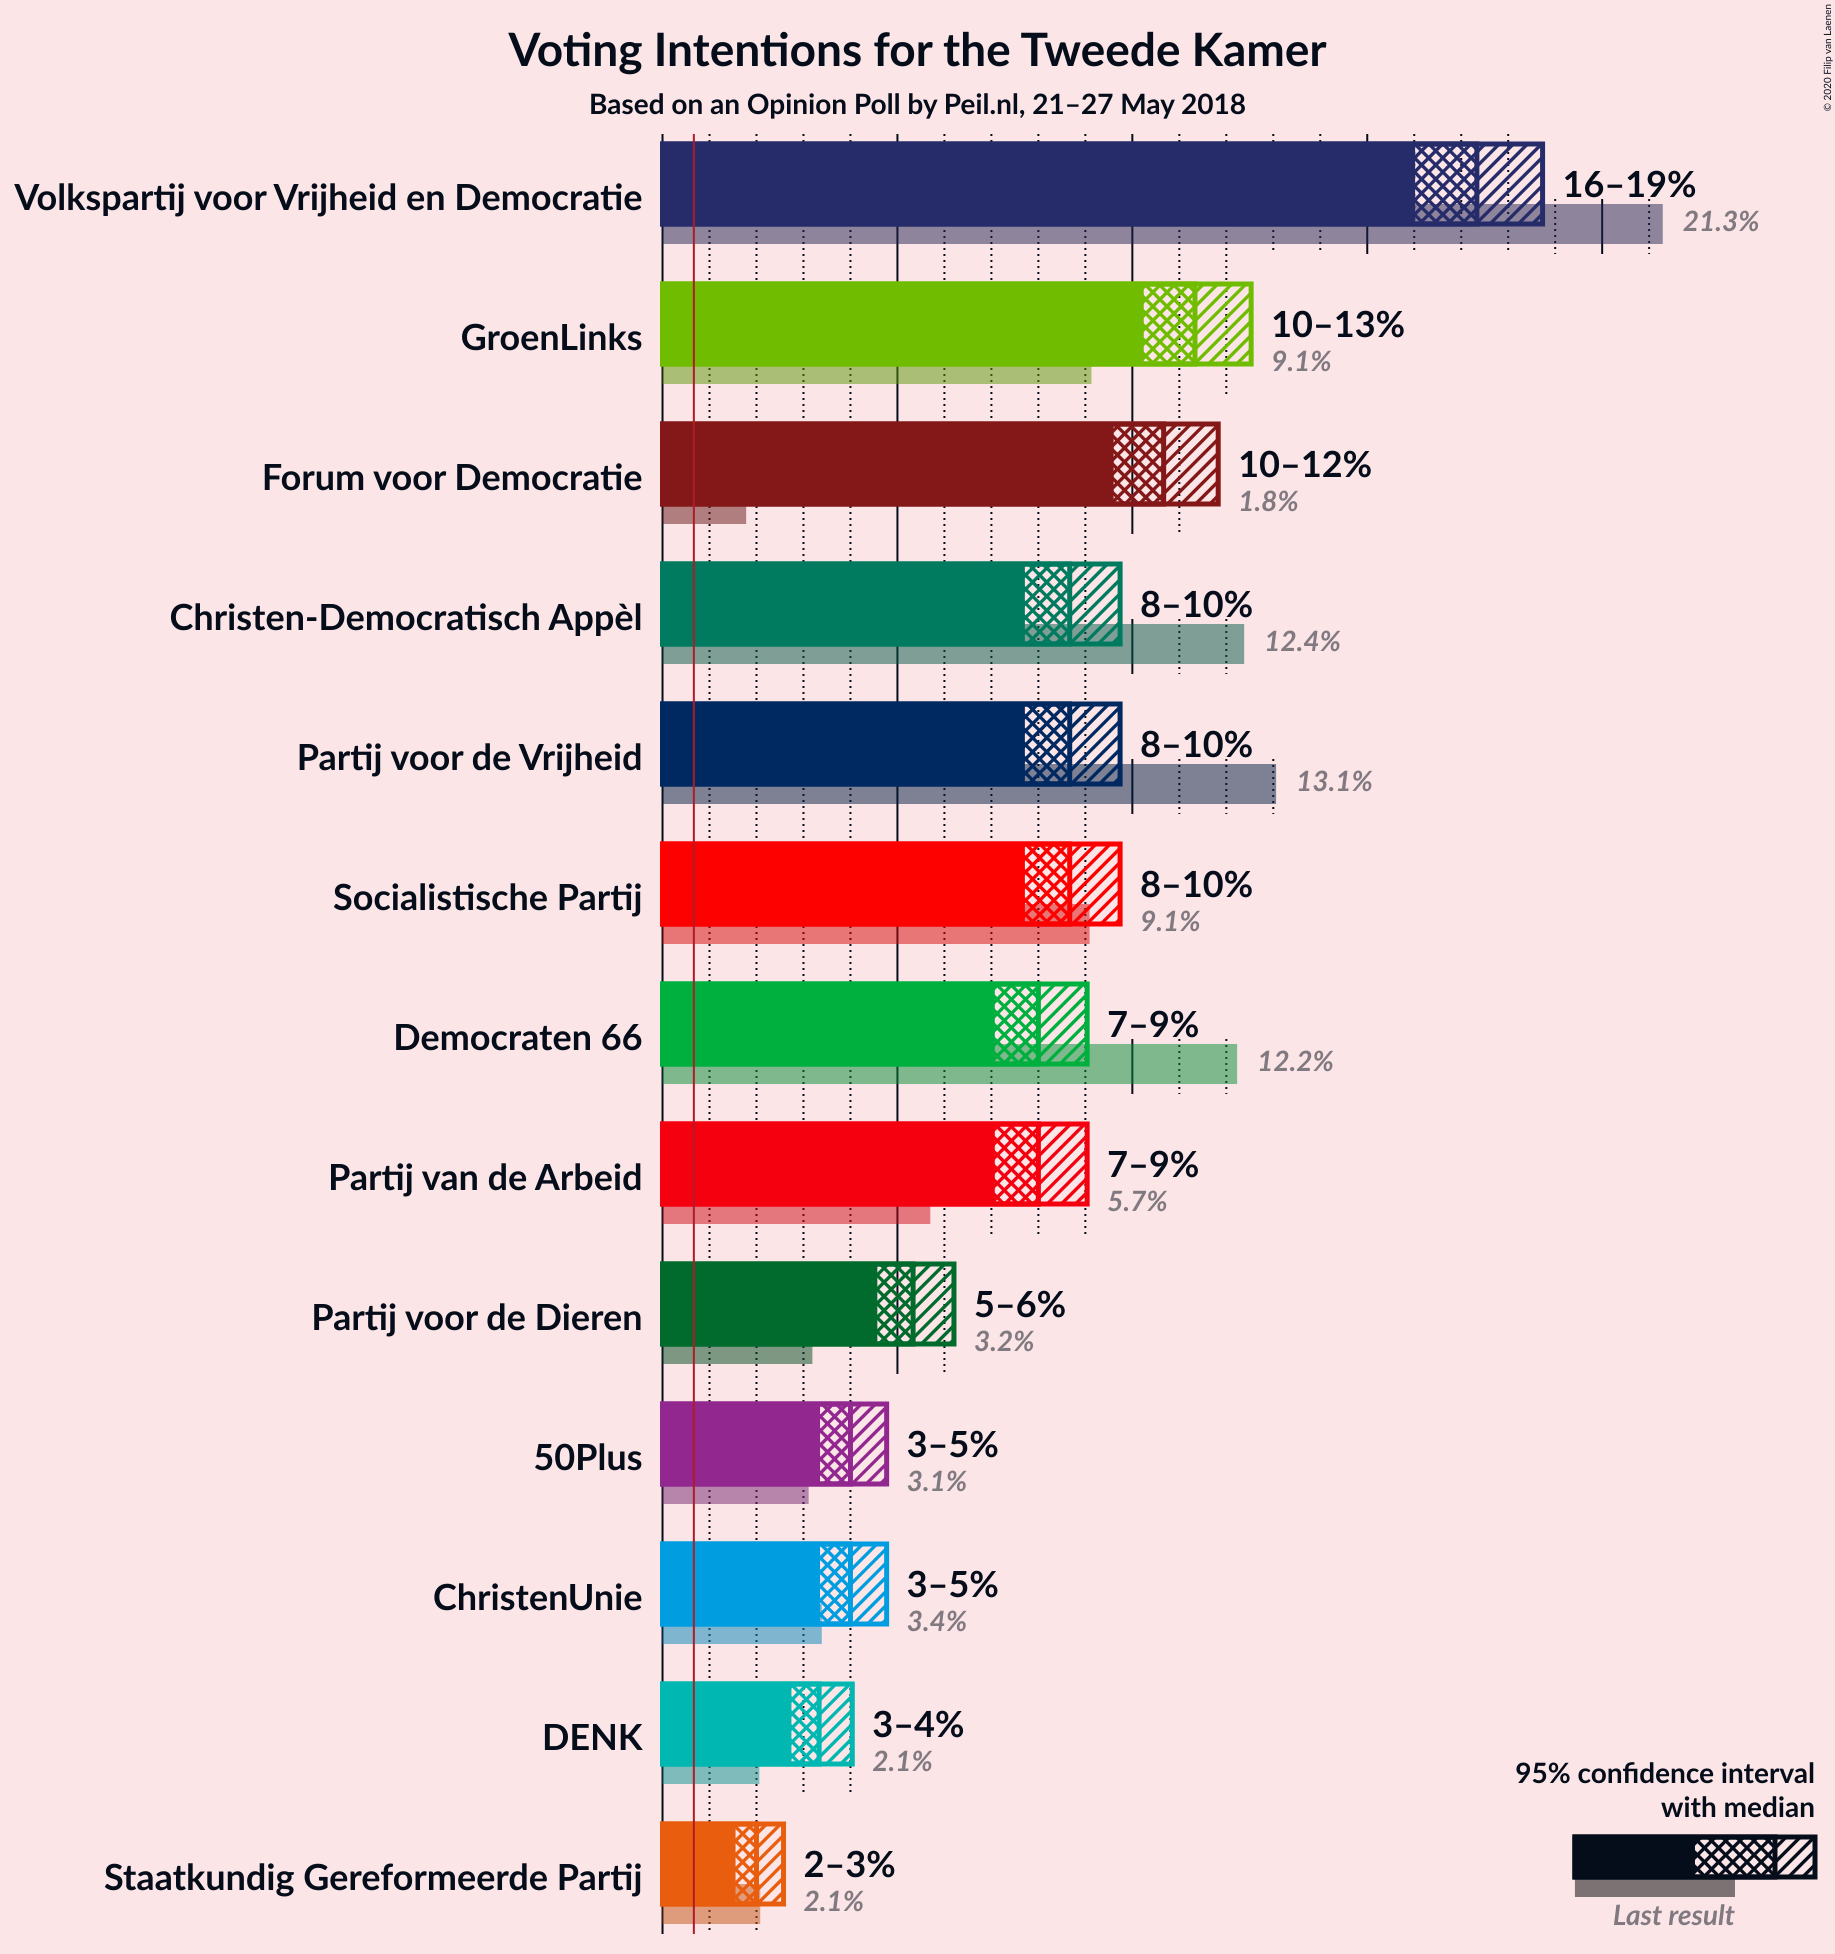 Voting Intentions for the Tweede Kamer
Based on an Opinion Poll by Peil.nl, 21–27 May 2018
© 2020 Filip van Laenen
Volkspartij voor Vrijheid en Democratie
16–19%
21.3%
GroenLinks
10–13%
9.1%
Forum voor Democratie
10–12%
1.8%
Christen-Democratisch Appèl
8–10%
12.4%
Partij voor de Vrijheid
8–10%
13.1%
Socialistische Partij
8–10%
9.1%
Democraten 66
7–9%
12.2%
Partij van de Arbeid
7–9%
5.7%
Partij voor de Dieren
5–6%
3.2%
50Plus
3–5%
3.1%
ChristenUnie
3–5%
3.4%
DENK
3–4%
2.1%
Staatkundig Gereformeerde Partij
2–3%
2.1%
95% confidence interval
with median
Last result